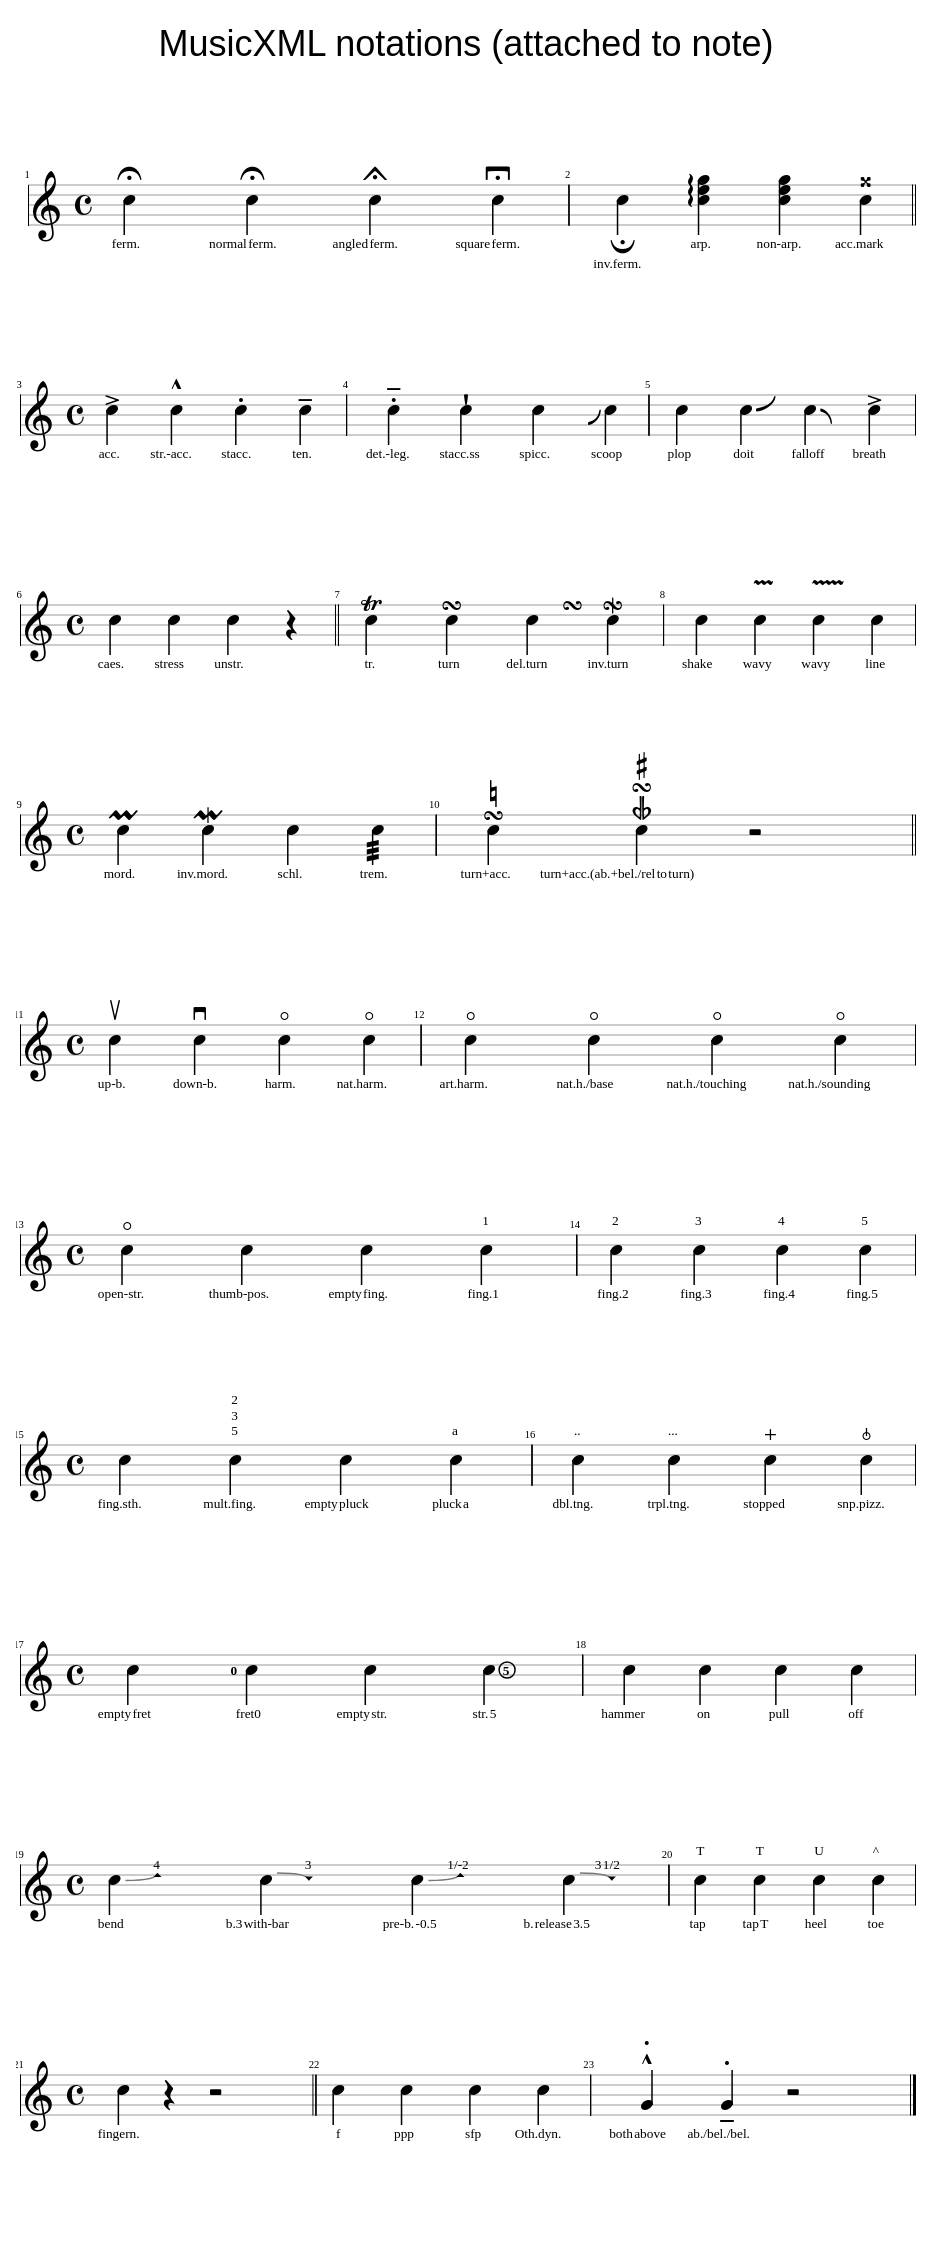 MusicXML notations (attached to note)
1 2
ferm. normal ferm. angled ferm. square ferm. arp. non-arp. acc.mark
inv.ferm.
3 4 5
acc. str.-acc. stacc. ten. det.-leg. stacc.ss spicc. scoop plop doit falloff breath
6 7 8
tr
caes. stress unstr. tr. turn del.turn inv.turn shake wavy wavy line
9 10
mord. inv.mord. schl. trem. turn+acc. turn+acc.(ab.+bel./rel to turn)
11 12
up-b. down-b. harm. nat.harm. art.harm. nat.h./base nat.h./touching nat.h./sounding
1 2 3 4 5
13 14
open-str. thumb-pos. empty fing. fing.1 fing.2 fing.3 fing.4 fing.5
2
3
5 a .. ...
15 16
fing.sth. mult.fing. empty pluck pluck a dbl.tng. trpl.tng. stopped snp.pizz.
17 18
0 5
empty fret fret0 empty str. str. 5 hammer on pull off
T T U ^
19 20
4 3 1/-2 3 1/2
bend b.3 with-bar pre-b. -0.5 b. release 3.5 tap tap T heel toe
21 22 23
fingern. f ppp sfp Oth.dyn. both above ab./bel./bel.